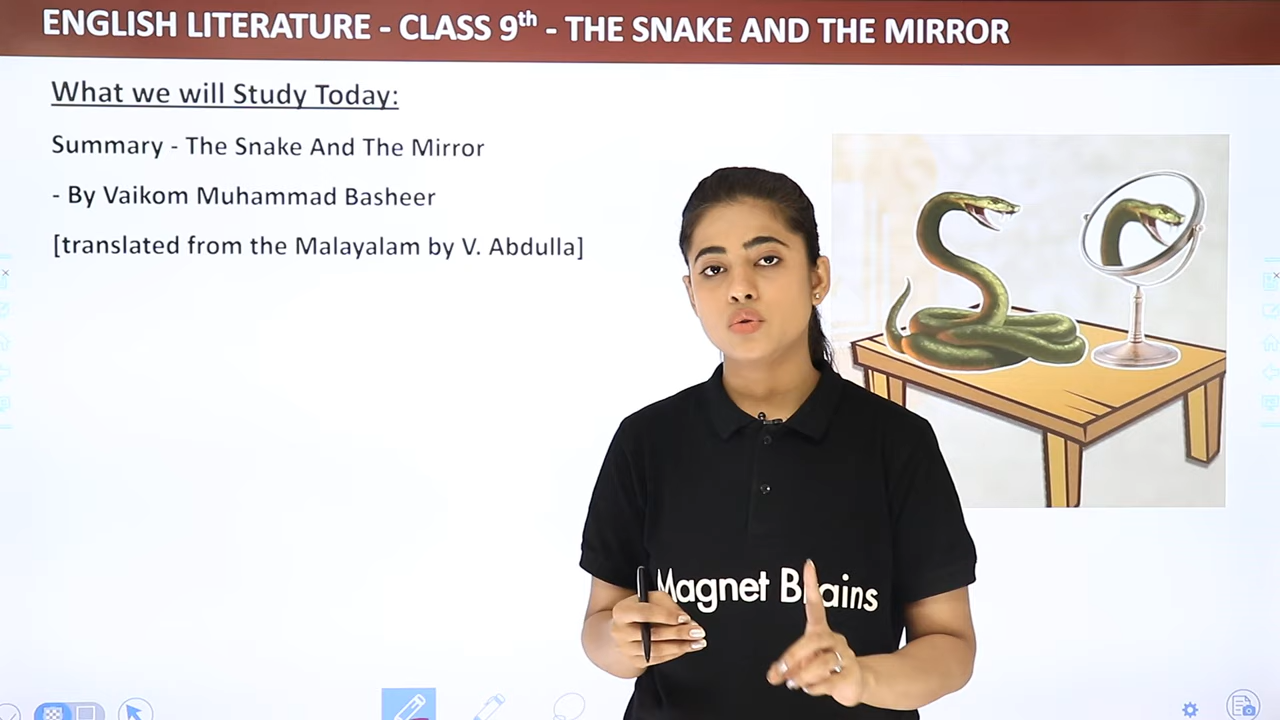 ENGLISH LITERATURE - CLASS 9th - THE SNAKE AND THE MIRROR
What we will Study Today:
Summary - The Snake And The Mirror
- By Vaikom Muhammad Basheer
[translated from the Malayalam by V. Abdulla]
Magnet Brains